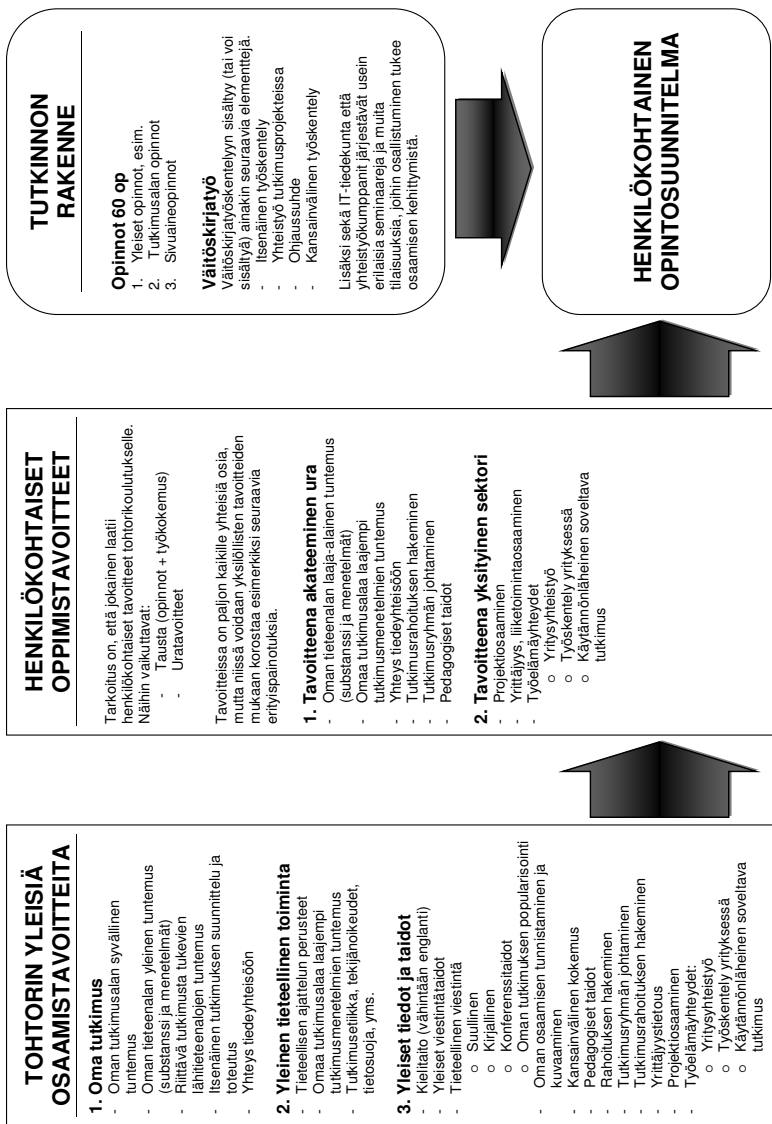 TOHTORIN YLEISIÄ
OSAAMISTAVOITTEITA
1. Oma tutkimus
- Oman tutkimusalan syvällinen
tuntemus
- Oman tieteenalan yleinen tuntemus
(substanssi ja menetelmät)
- Riittävä tutkimusta tukevien
lähitieteenalojen tuntemus
- Itsenäinen tutkimuksen suunnittelu ja
toteutus
- Yhteys tiedeyhteisöön
2. Yleinen tieteellinen toiminta
- Tieteellisen ajattelun perusteet
- Omaa tutkimusalaa laajempi
tutkimusmenetelmien tuntemus
- Tutkimusetiikka, tekijänoikeudet,
tietosuoja, yms.
3. Yleiset tiedot ja taidot
- Kielitaito (vähintään englanti)
- Yleiset viestintätaidot
- Tieteellinen viestintä
o Suullinen
o Kirjallinen
o Konferenssitaidot
o Oman tutkimuksen popularisointi
- Oman osaamisen tunnistaminen ja
kuvaaminen
- Kansainvälinen kokemus
- Pedagogiset taidot
- Rahoituksen hakeminen
- Tutkimusryhmän johtaminen
- Tutkimusrahoituksen hakeminen
- Yrittäjyystietous
- Projektiosaaminen
- Työelämäyhteydet:
o Yritysyhteistyö
o Työskentely yrityksessä
o Käytännönläheinen soveltava
tutkimus
HENKILÖKOHTAISET
OPPIMISTAVOITTEET
Tarkoitus on, että jokainen laatii
henkilökohtaiset tavoitteet tohtorikoulutukselle.
Näihin vaikuttavat:
- Tausta (opinnot + työkokemus)
- Uratavoitteet
Tavoitteissa on paljon kaikille yhteisiä osia,
mutta niissä voidaan yksilöllisten tavoitteiden
mukaan korostaa esimerkiksi seuraavia
erityispainotuksia.
1. Tavoitteena akateeminen ura
- Oman tieteenalan laaja-alainen tuntemus
(substanssi ja menetelmät)
- Omaa tutkimusalaa laajempi
tutkimusmenetelmien tuntemus
- Yhteys tiedeyhteisöön
- Tutkimusrahoituksen hakeminen
- Tutkimusryhmän johtaminen
- Pedagogiset taidot
2. Tavoitteena yksityinen sektori
- Projektiosaaminen
- Yrittäjyys, liiketoimintaosaaminen
- Työelämäyhteydet
o Yritysyhteistyö
o Työskentely yrityksessä
o Käytännönläheinen soveltava
tutkimus
TUTKINNON
RAKENNE
Opinnot 60 op
1. Yleiset opinnot, esim.
2. Tutkimusalan opinnot
3. Sivuaineopinnot
Väitöskirjatyö
Väitöskirjatyöskentelyyn sisältyy (tai voi
sisältyä) ainakin seuraavia elementtejä.
- Itsenäinen työskentely
- Yhteistyö tutkimusprojekteissa
- Ohjaussuhde
- Kansainvälinen työskentely
Lisäksi sekä IT-tiedekunta että
yhteistyökumppanit järjestävät usein
erilaisia seminaareja ja muita
tilaisuuksia, joihin osallistuminen tukee
osaamisen kehittymistä.
HENKILÖKOHTAINEN
OPINTOSUUNNITELMA